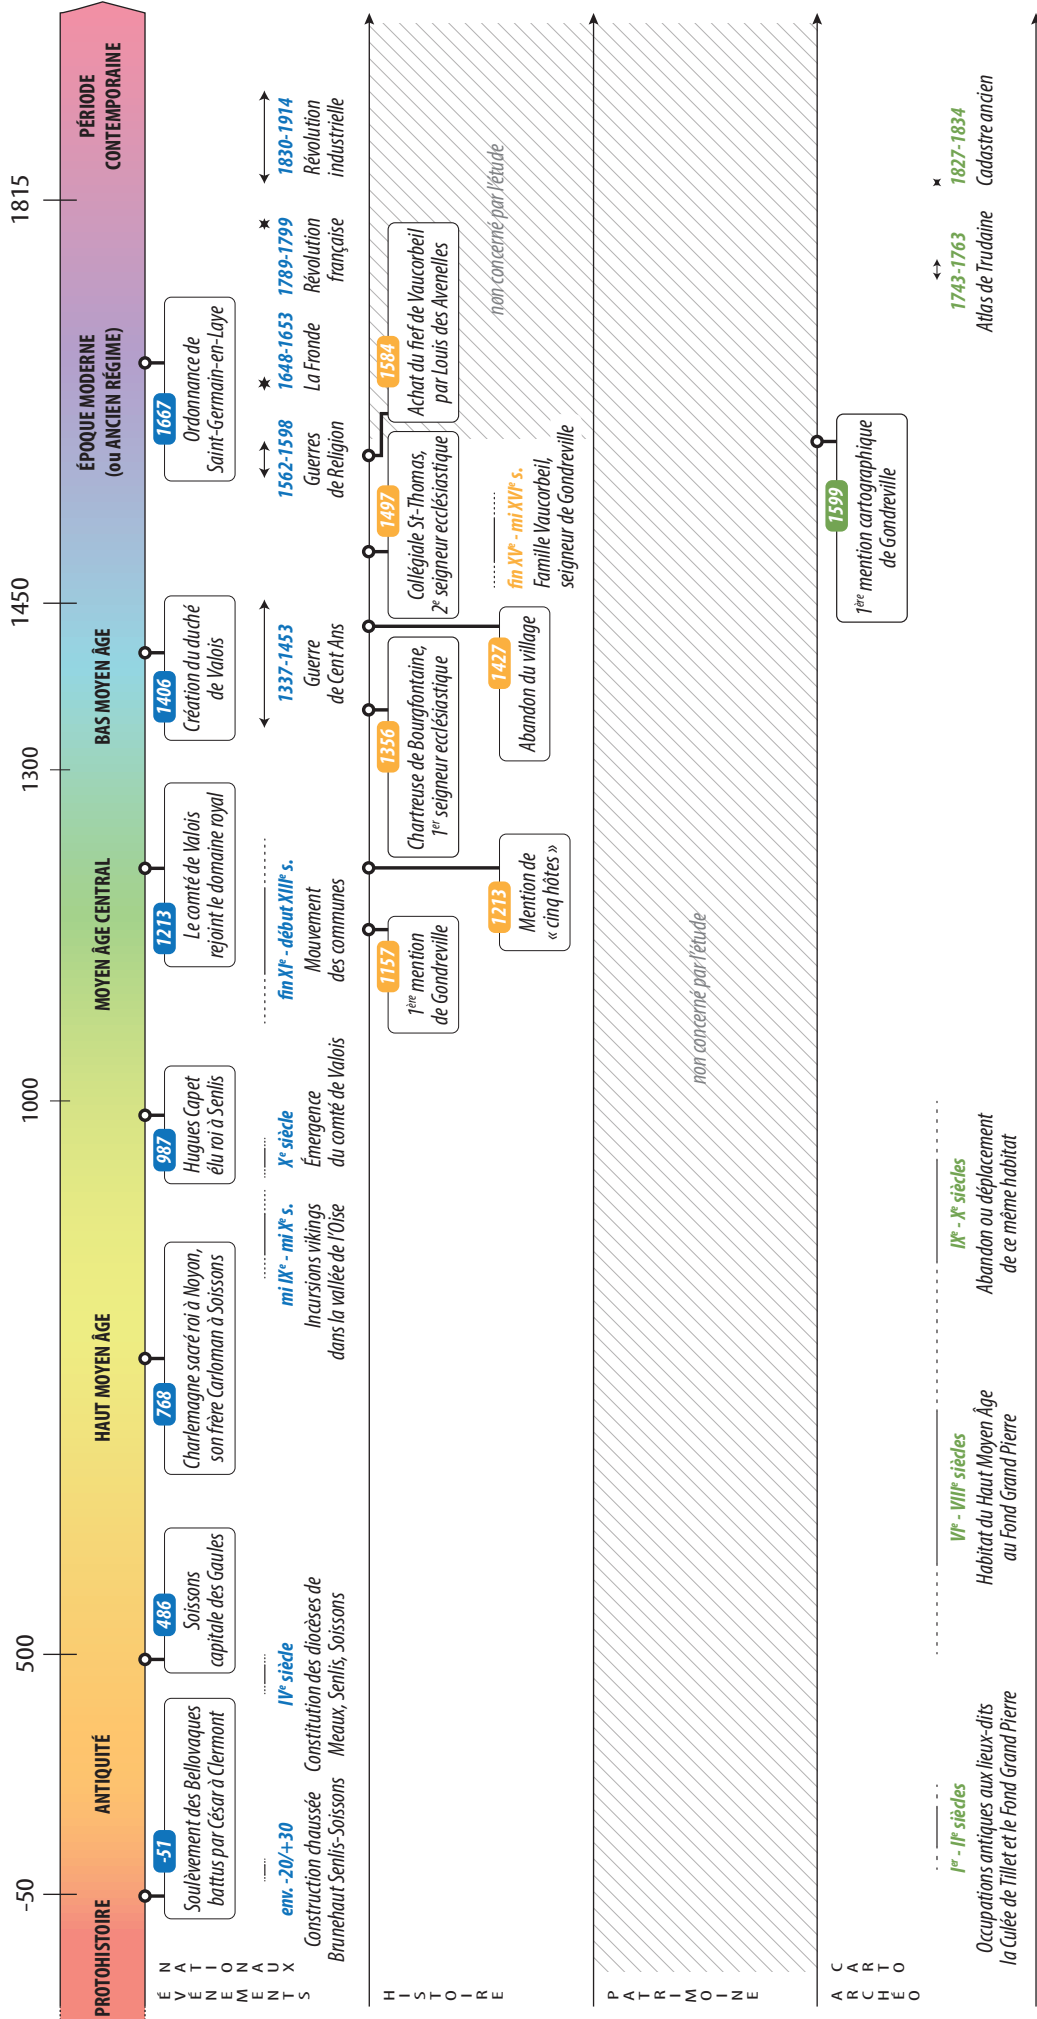 PROTOHISTOIRE
ANTIQUITÉ
HAUT MOYEN ÂGE
MOYEN ÂGE CENTRAL
BAS MOYEN ÂGE
ÉPOQUE MODERNE
(ou ANCIEN RÉGIME)
PÉRIODE
CONTEMPORAINE
-50
500
1000
1300
1450
1815
ÉVÉNEMENTS
NATIONAUX
-51
Soulèvement des Bellovaques
battus par César à Clermont
486
Soissons
capitale des Gaules
768
Charlemagne sacré roi à Noyon,
son frère Carloman à Soissons
987
Hugues Capet
élu roi à Senlis
1213
Le comté de Valois
rejoint le domaine royal
1406
Création du duché
de Valois
1667
Ordonnance de
Saint-Germain-en-Laye
env. -20/+30
Construction chaussée
Brunehaut Senlis-Soissons
IVe siècle
Constitution des diocèses de
Meaux, Senlis, Soissons
mi IXe - mi Xe s.
Incursions vikings
dans la vallée de l'Oise
Xe siècle
Émergence
du comté de Valois
fin XIe - début XIIIe s.
Mouvement
des communes
1337-1453
Guerre
de Cent Ans
1562-1598
Guerres
de Religion
1648-1653
La Fronde
1789-1799
Révolution
française
1830-1914
Révolution
industrielle
HISTOIRE
1157
1ère mention
de Gondreville
1213
Mention de
« cinq hôtes »
1356
Chartreuse de Bourgfontaine,
1er seigneur ecclésiastique
1427
Abandon du village
1497
Collégiale St-Thomas,
2e seigneur ecclésiastique
fin XVe - mi XVIe s.
Famille Vaucorbeil,
seigneur de Gondreville
1584
Achat du fief de Vaucorbeil
par Louis des Avenelles
non concerné par l'étude
PATRIMOINE
non concerné par l'étude
ARCHÉO
CARTO
1599
1ère mention cartographique
de Gondreville
Ier - IIe siècles
Occupations antiques aux lieux-dits
la Culée de Tillet et le Fond Grand Pierre
VIe - VIIIe siècles
Habitat du Haut Moyen Âge
au Fond Grand Pierre
IXe - Xe siècles
Abandon ou déplacement
de ce même habitat
1743-1763
Atlas de Trudaine
1827-1834
Cadastre ancien